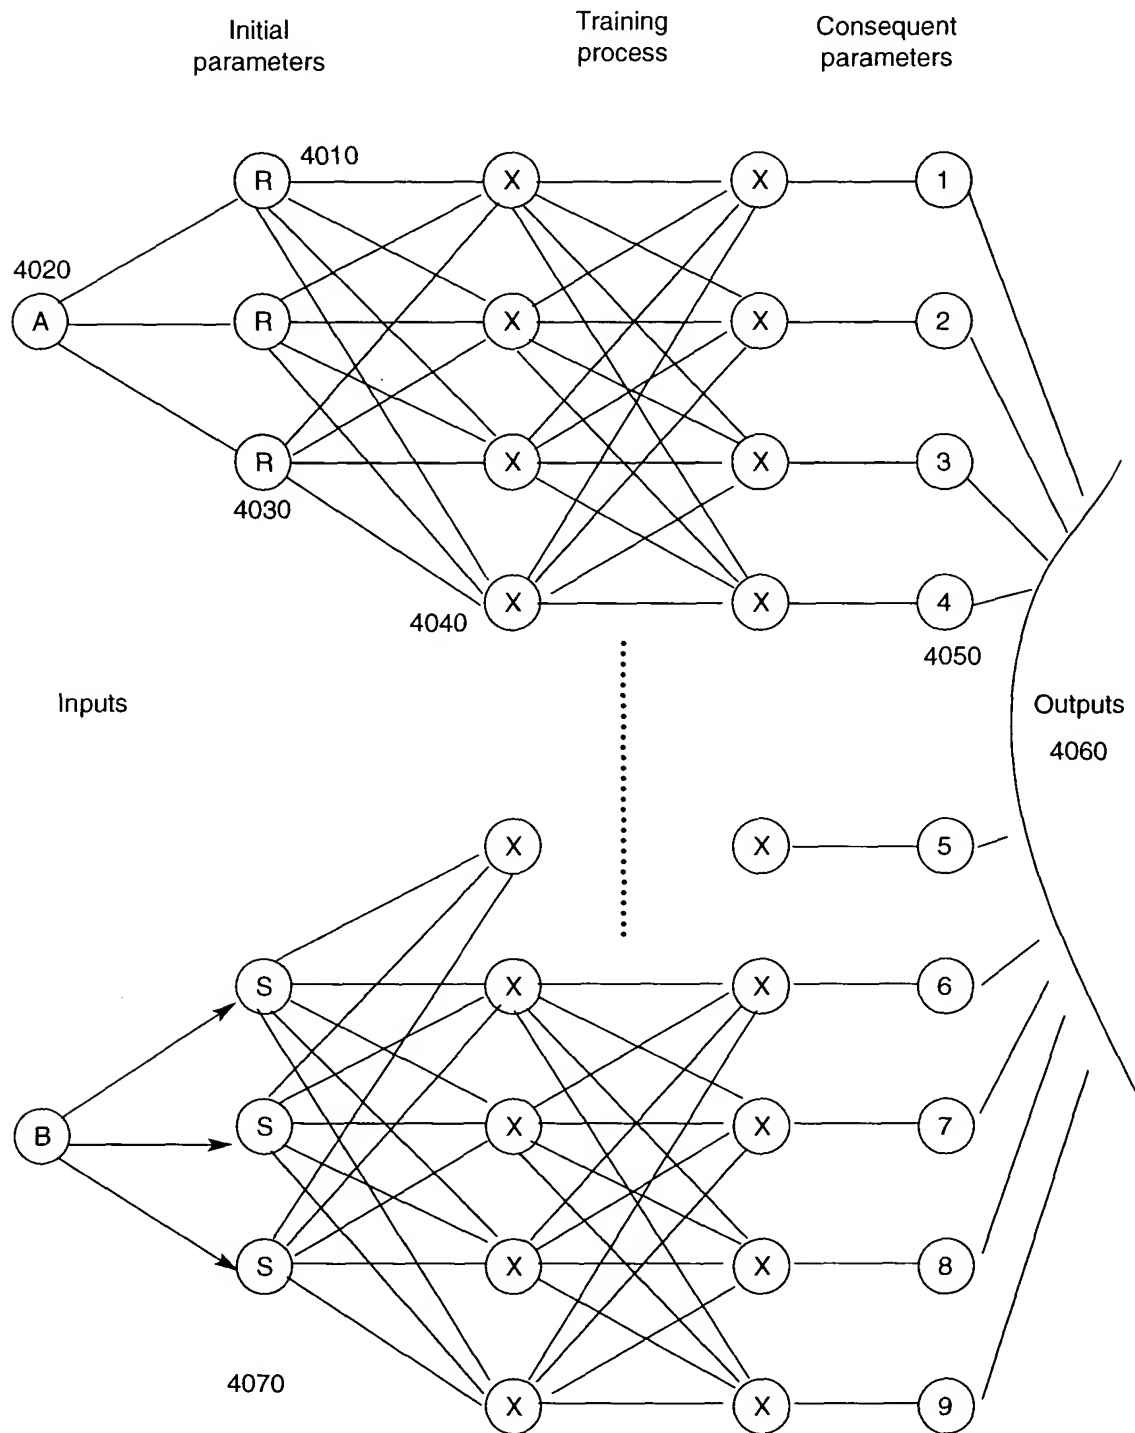 Initial
parameters
Training
process
Consequent
parameters
4010
R
X
X
1
4020
A
R
X
X
2
R
X
X
3
4030
4040
X
X
4
4050
Inputs
Outputs
4060
X
X
5
S
X
X
6
B
S
X
X
7
S
X
X
8
4070
X
X
9